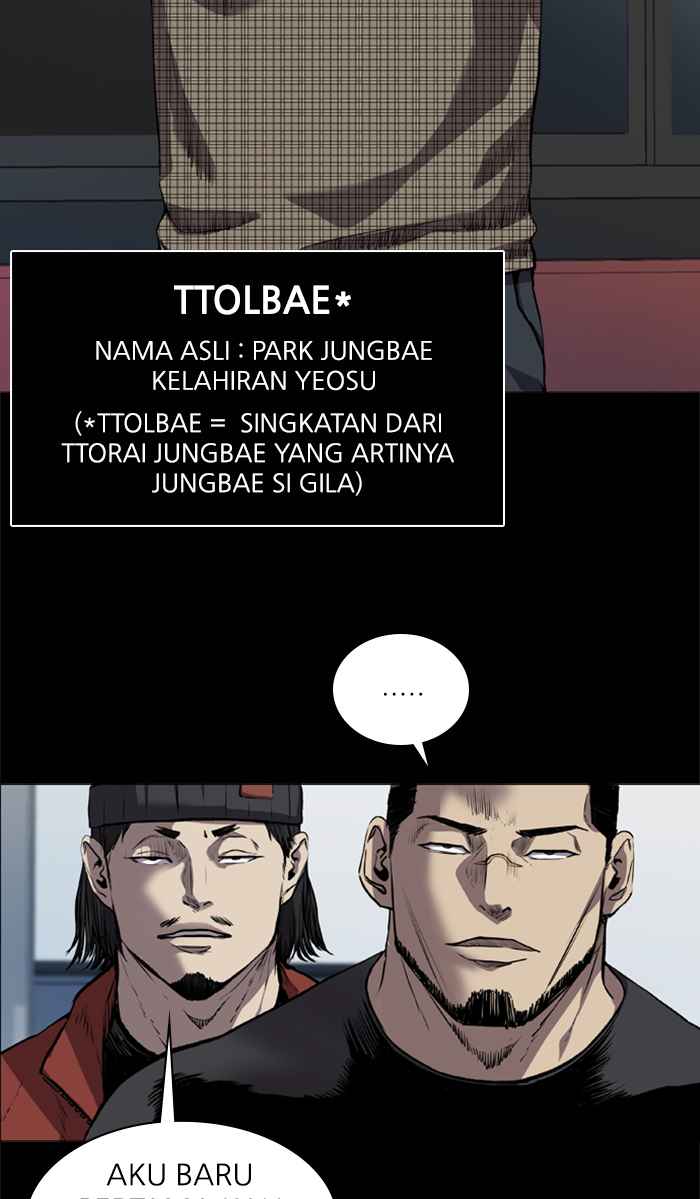 TTOLBAE*
NAMA ASLI : PARK JUNGBAE
KELAHIRAN YEOSU
(*TTOLBAE = SINGKATAN DARI
TTORAI JUNGBAE YANG ARTINYA
JUNGBAE SI GILA)
.....
AKU BARU